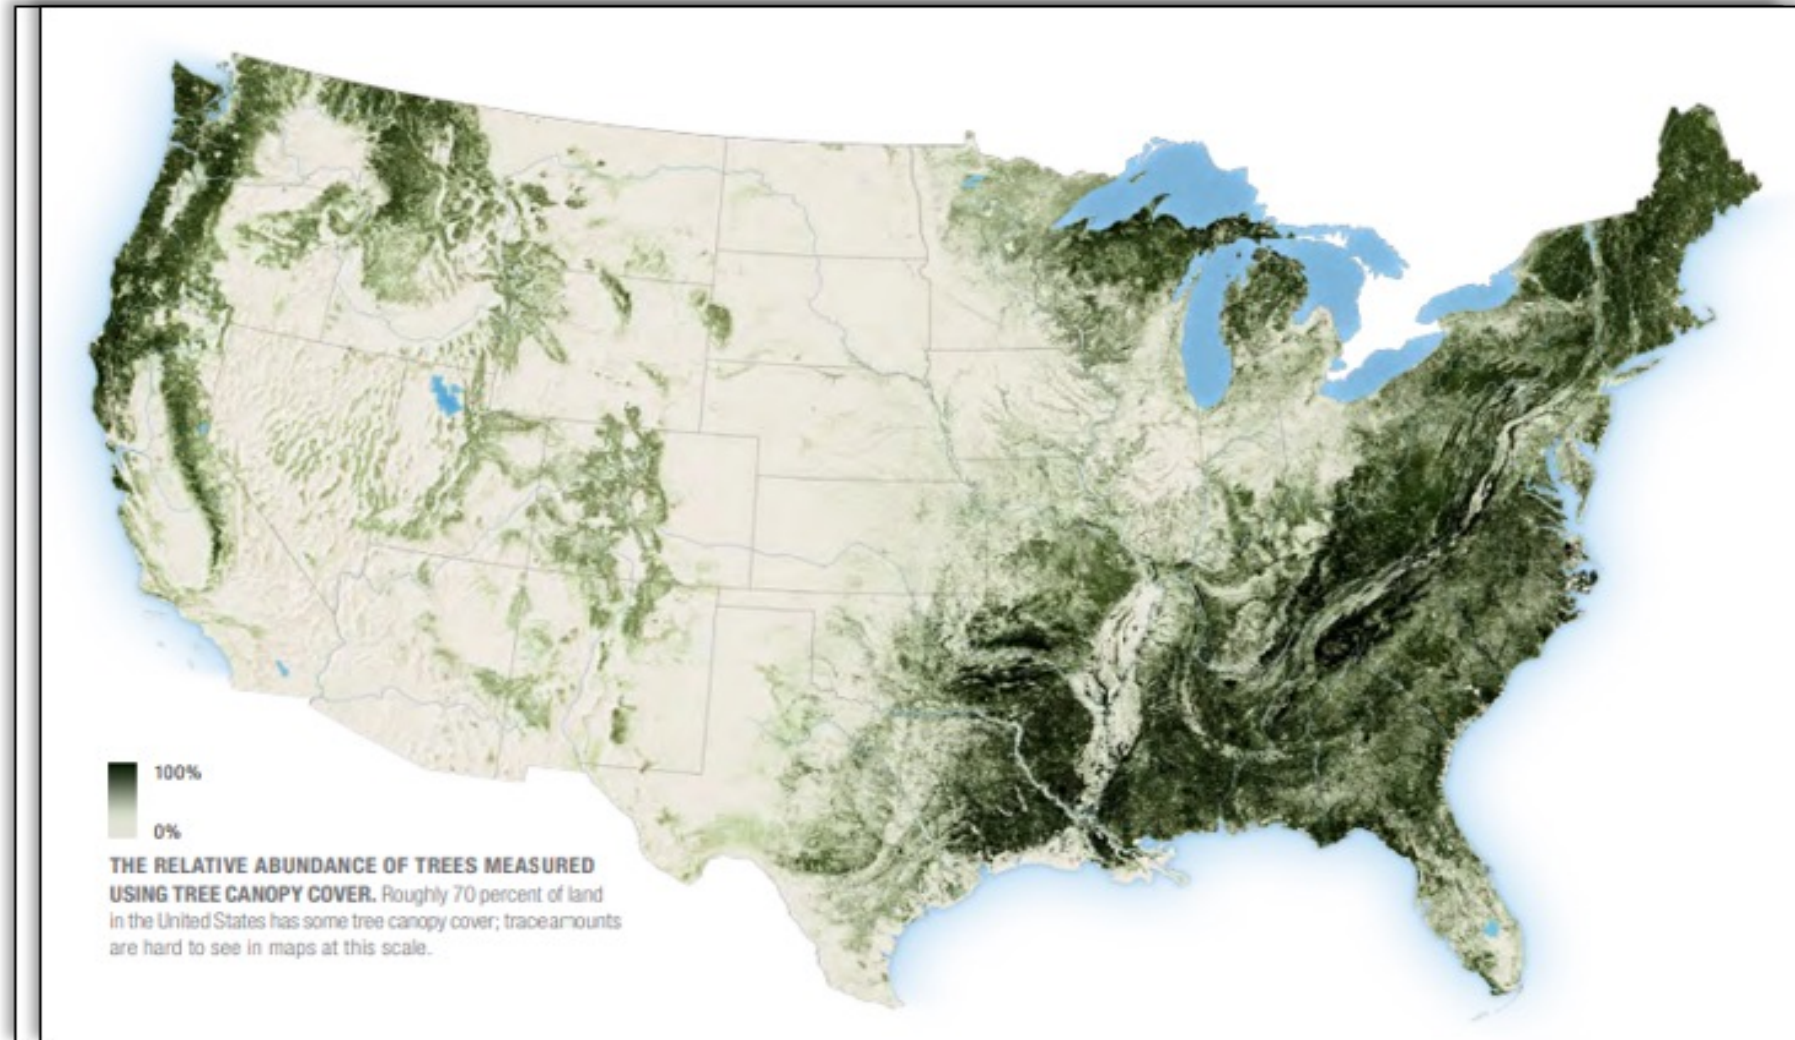 100%
0%
THE RELATIVE ABUNDANCE OF TREES MEASURED
USING TREE CANOPY COVER. Roughly 70 percent of land
in the United States has some tree canopy cover; trace amounts
are hard to see in maps at this scale.